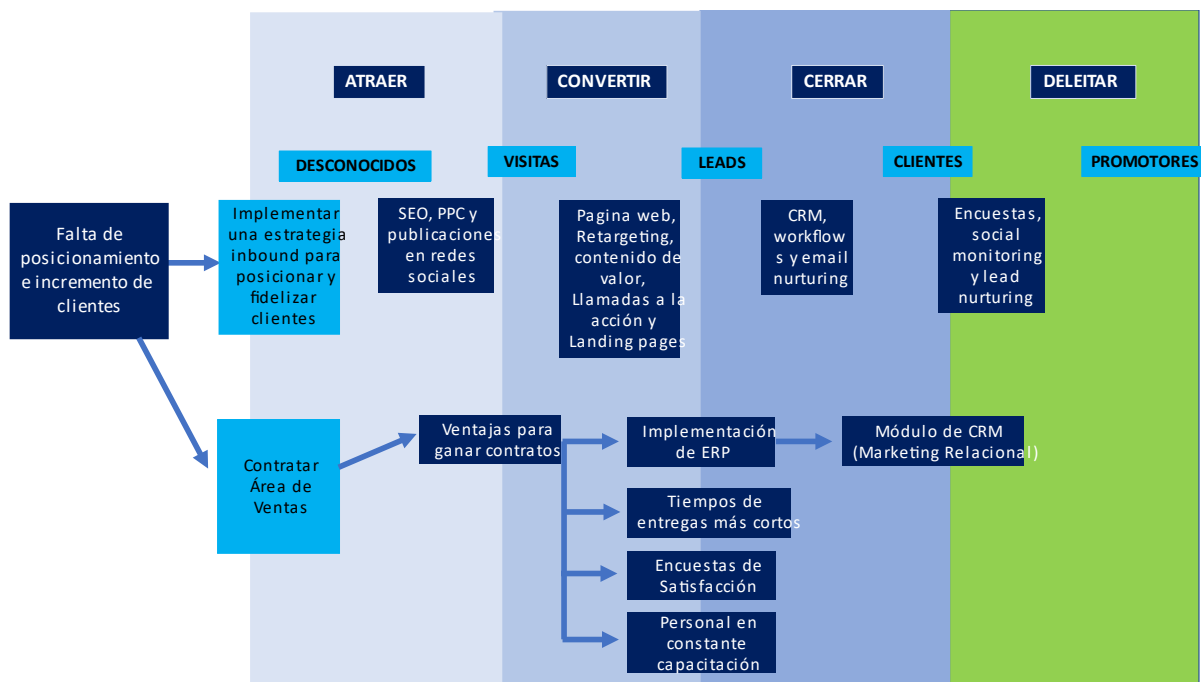 ATRAER
CONVERTIR
CERRAR
DELEITAR
DESCONOCIDOS
VISITAS
LEADS
CLIENTES
PROMOTORES
Falta de
posicionamiento
e incremento de
clientes
Implementar
una estrategia
inbound para
posicionar y
fidelizar
clientes
SEO, PPC y
publicaciones
en redes
sociales
Pagina web,
Retargeting,
contenido de
valor,
Llamadas a la
acción y
Landing pages
CRM,
workflow
s y email
nurturing
Encuestas,
social
monitoring
y lead
nurturing
Contratar
Área de
Ventas
Ventajas para
ganar contratos
Implementación
de ERP
Módulo de CRM
(Marketing Relacional)
Tiempos de
entregas más cortos
Encuestas de
Satisfacción
Personal en
constante
capacitación